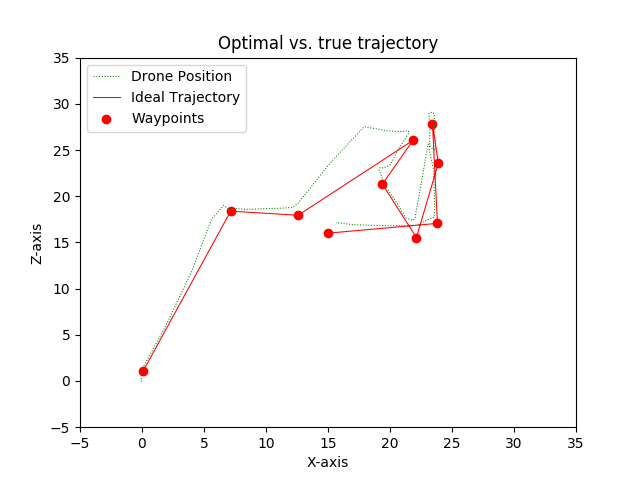 Optimal vs. true trajectory
Drone Position
Ideal Trajectory
Waypoints
35
30
25
20
15
10
5
0
−5
Z-axis
−5 0 5 10 15 20 25 30 35
X-axis